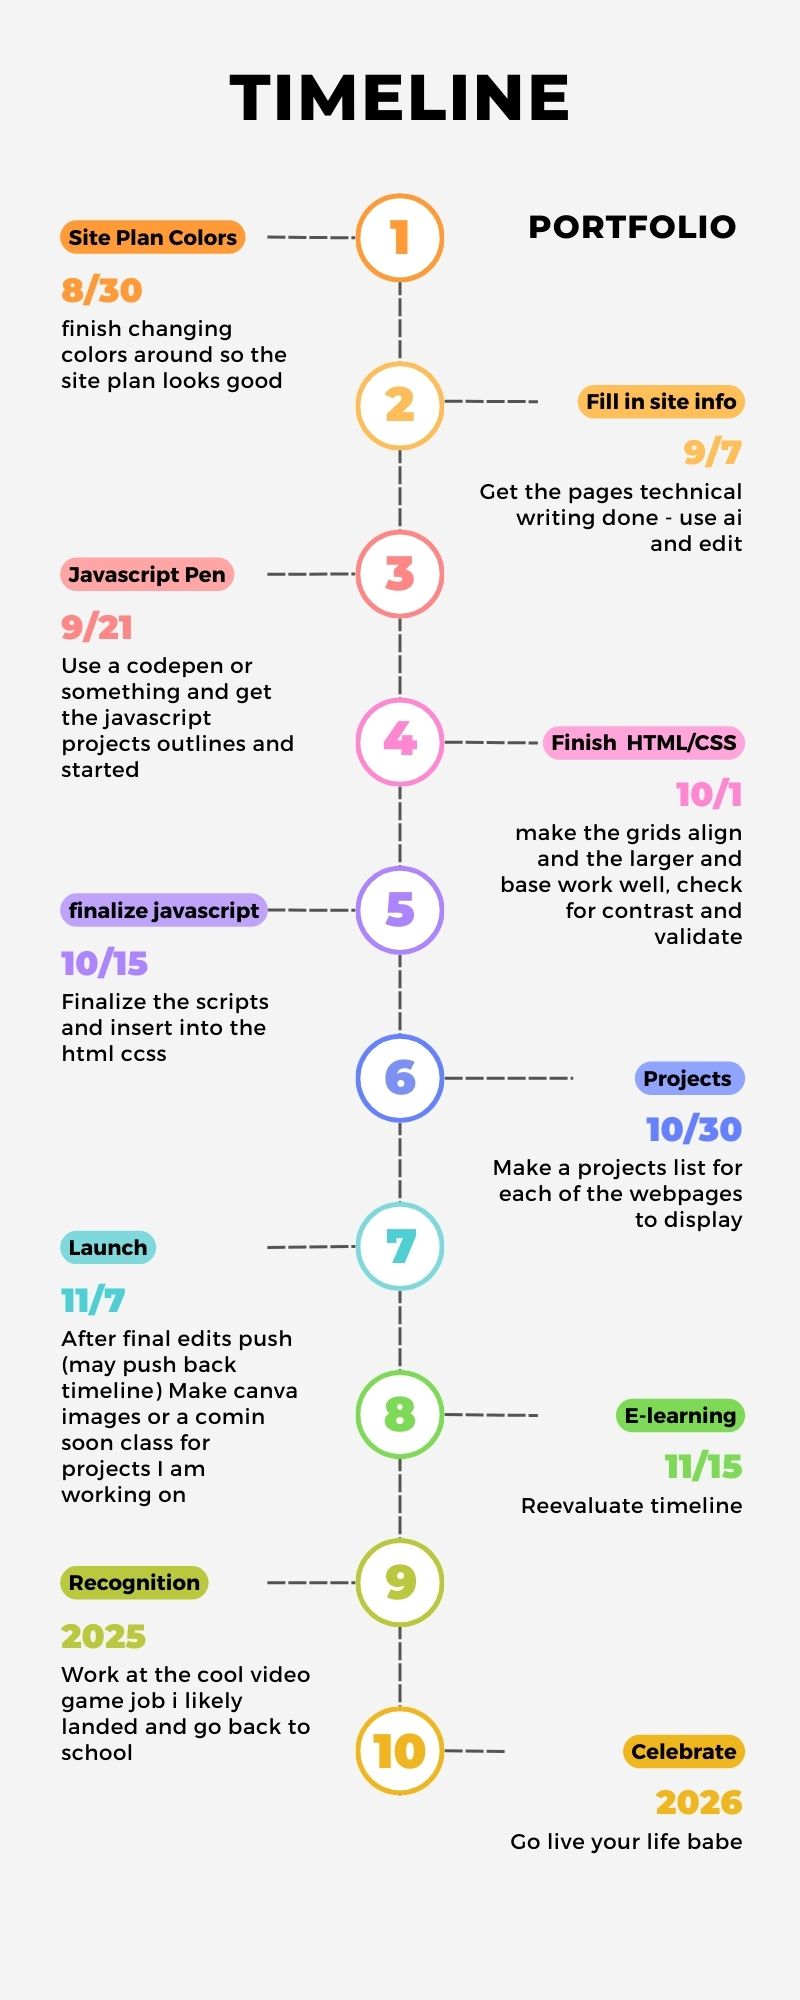 TIMELINE
PORTFOLIO
1
Site Plan Colors
8/30
finish changing
colors around so the
site plan looks good
2
Fill in site info
9/7
Get the pages technical
writing done - use ai
and edit
3
Javascript Pen
9/21
Use a codepen or
something and get
the javascript
projects outlines and
started
4
Finish HTML/CSS
10/1
make the grids align
and the larger and
base work well, check
for contrast and
validate
5
finalize javascript
10/15
Finalize the scripts
and insert into the
html ccss
6
Projects
10/30
Make a projects list for
each of the webpages
to display
7
Launch
11/7
After final edits push
(may push back
timeline) Make canva
images or a comin
soon class for
projects I am
working on
8
E-learning
11/15
Reevaluate timeline
9
Recognition
2025
Work at the cool video
game job i likely
landed and go back to
school
10
Celebrate
2026
Go live your life babe